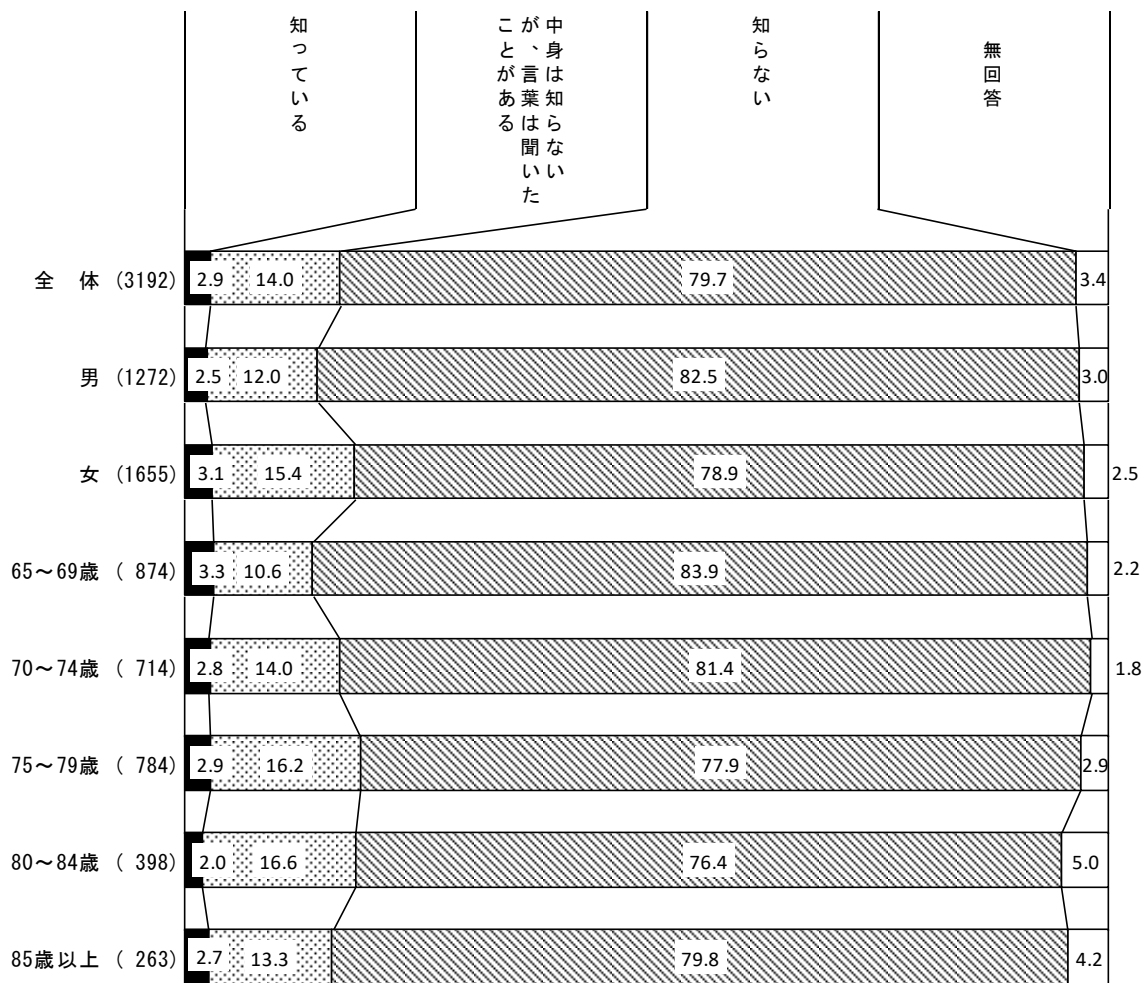 知っている
中身は知らない
が、言葉は聞いた
ことがある
知らない
無回答
全　体 (3192) 2.9 14.0 79.7 3.4
男 (1272) 2.5 12.0 82.5 3.0
女 (1655) 3.1 15.4 78.9 2.5
65～69歳 ( 874) 3.3 10.6 83.9 2.2
70～74歳 ( 714) 2.8 14.0 81.4 1.8
75～79歳 ( 784) 2.9 16.2 77.9 2.9
80～84歳 ( 398) 2.0 16.6 76.4 5.0
85歳以上 ( 263) 2.7 13.3 79.8 4.2